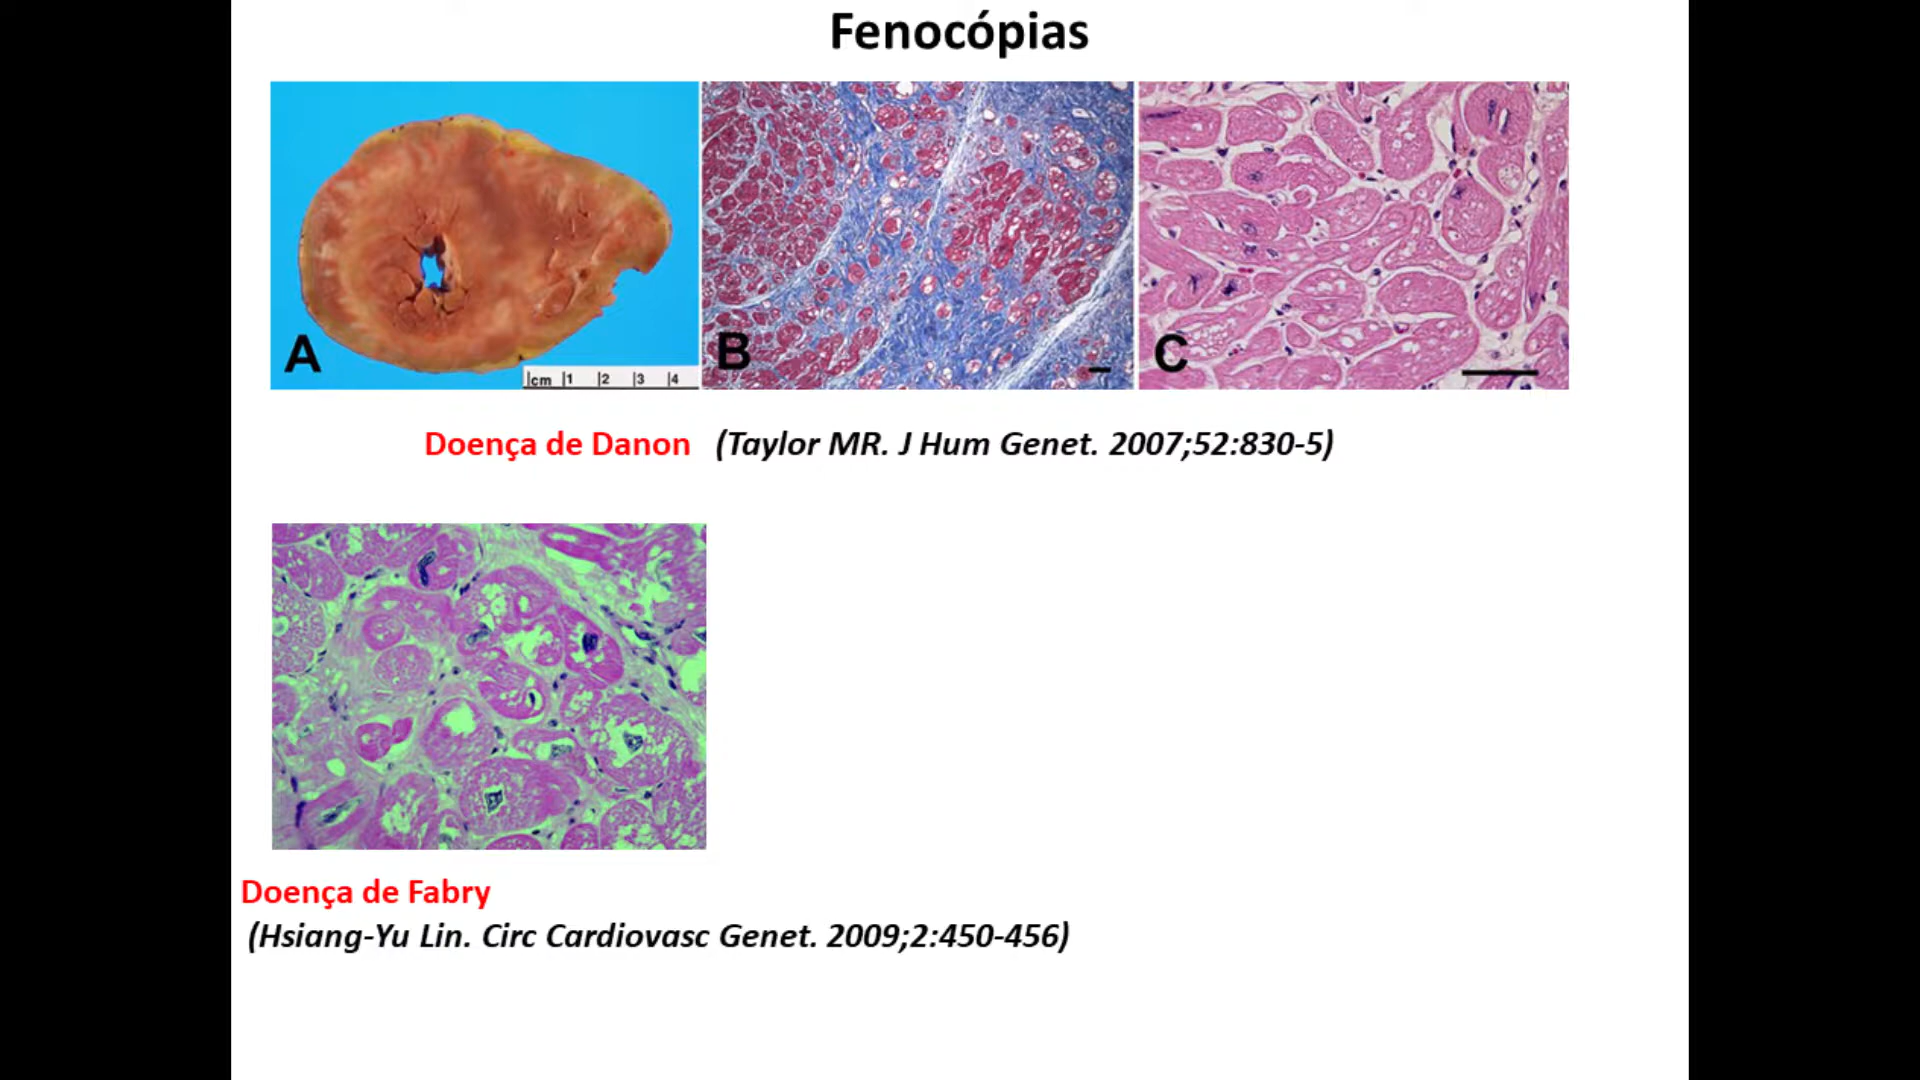 Fenocópias
A
cm 1 2 3 4
B
C
Doença de Danon (Taylor MR. J Hum Genet. 2007;52:830-5)
Doença de Fabry
(Hsiang-Yu Lin. Circ Cardiovasc Genet. 2009;2:450-456)